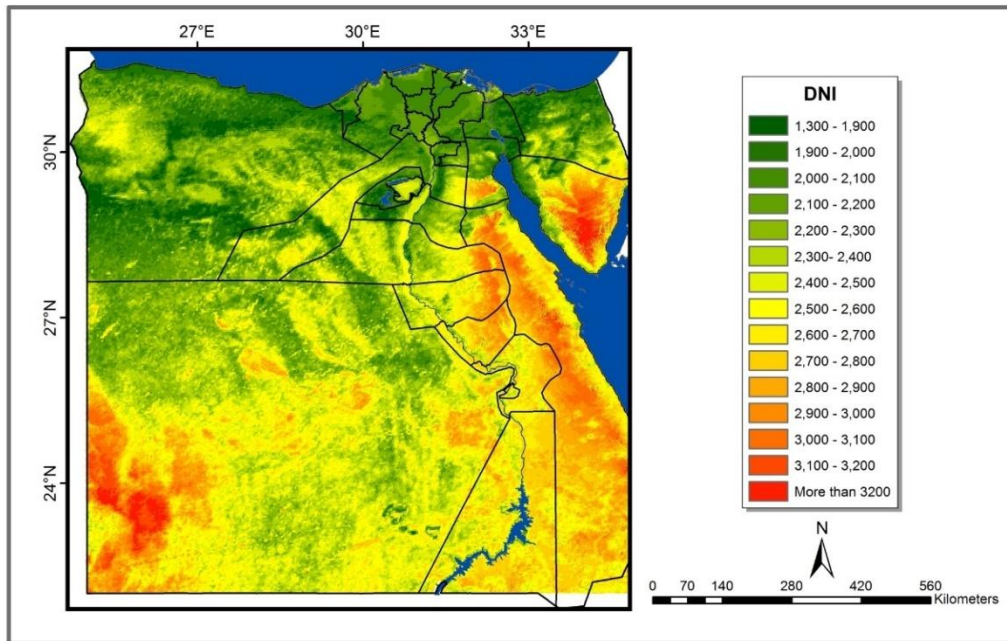 27°E 30°E 33°E
30°N
27°N
24°N
DNI
1,300 - 1,900
1,900 - 2,000
2,000 - 2,100
2,100 - 2,200
2,200 - 2,300
2,300- 2,400
2,400 - 2,500
2,500 - 2,600
2,600 - 2,700
2,700 - 2,800
2,800 - 2,900
2,900 - 3,000
3,000 - 3,100
3,100 - 3,200
More than 3200
N
0 70 140 280 420 560
Kilometers